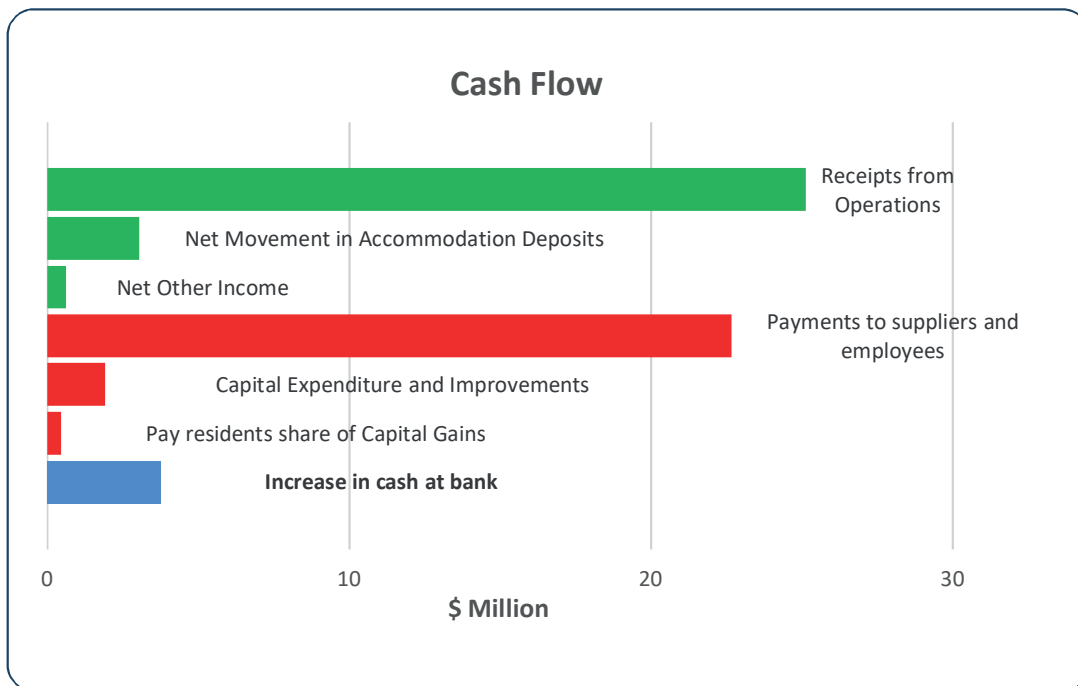 Cash Flow
Receipts from
Operations
Net Movement in Accommodation Deposits
Net Other Income
Payments to suppliers and
employees
Capital Expenditure and Improvements
Pay residents share of Capital Gains
Increase in cash at bank
0 10 20 30
$ Million